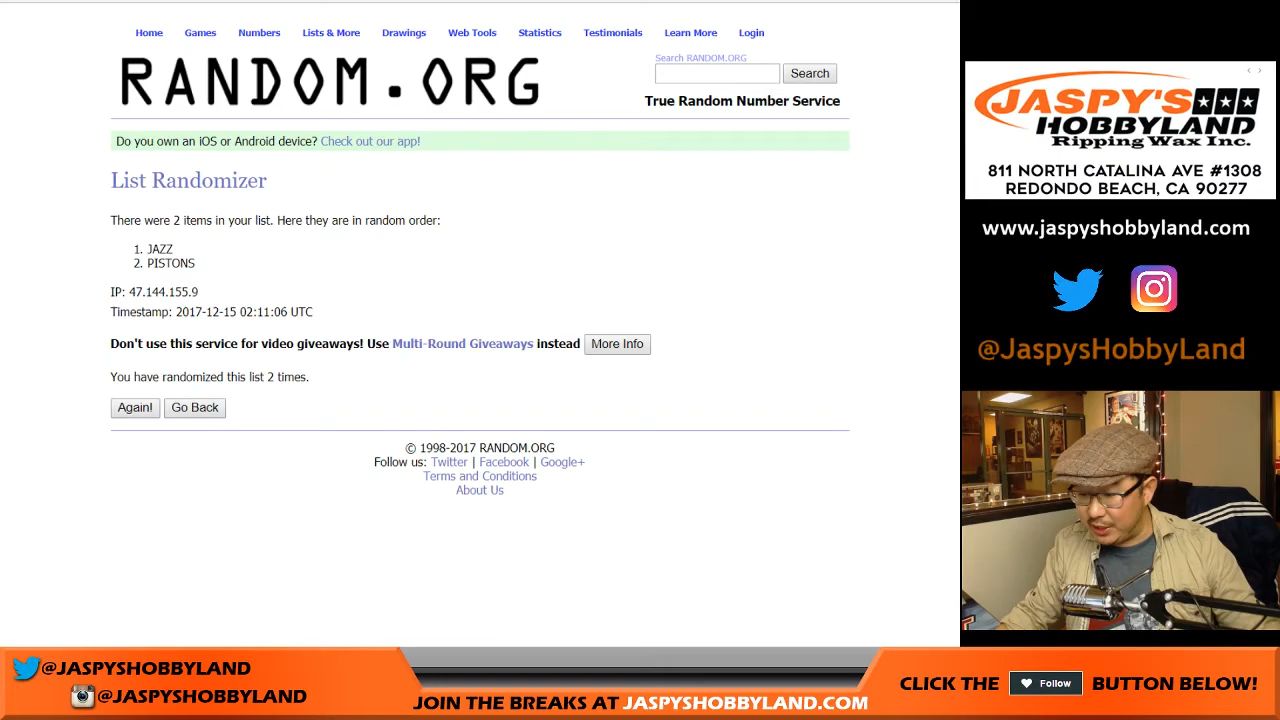 Home Games Numbers Lists & More Drawings Web Tools Statistics Testimonials Learn More Login
RANDOM.ORG
Search RANDOM.ORG
Search
True Random Number Service
Do you own an iOS or Android device? Check out our app!
List Randomizer
There were 2 items in your list. Here they are in random order:
1. JAZZ
2. PISTONS
IP: 47.144.155.9
Timestamp: 2017-12-15 02:11:06 UTC
Don't use this service for video giveaways! Use Multi-Round Giveaways instead More Info
You have randomized this list 2 times.
Again! Go Back
© 1998-2017 RANDOM.ORG
Follow us: Twitter | Facebook | Google+
Terms and Conditions
About Us
JASPY'S
HOBBYLAND
Ripping Wax Inc.
811 NORTH CATALINA AVE #1308
REDONDO BEACH, CA 90277
www.jaspyshobbyland.com
@JaspysHobbyLand
@JASPYSHOBBYLAND
@JASPYSHOBBYLAND
JOIN THE BREAKS AT JASPYSHOBBYLAND.COM
CLICK THE Follow BUTTON BELOW!